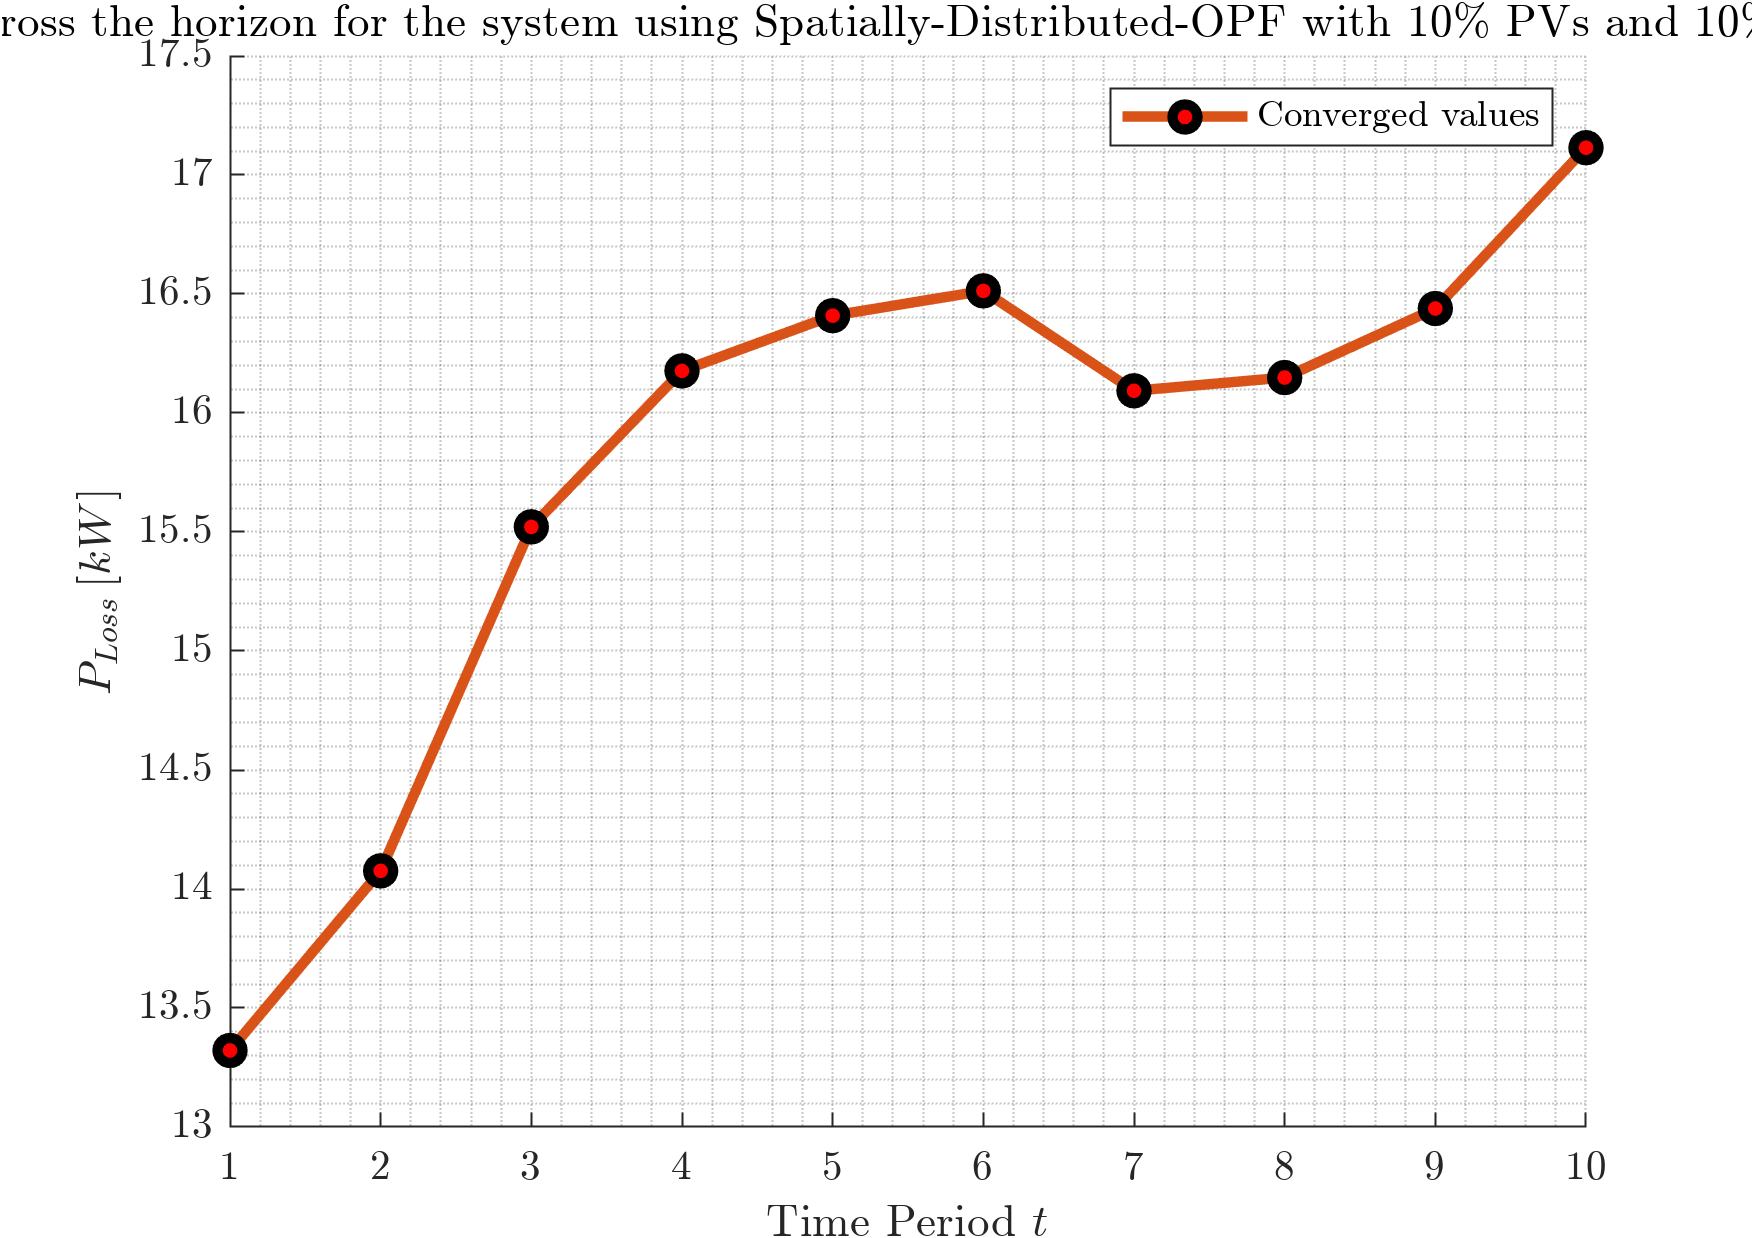 ross the horizon for the system using Spatially-Distributed-OPF with 10% PVs and 10%
17.5
17
16.5
16
15.5
15
14.5
14
13.5
13
P_Loss [kW]
Converged values
1 2 3 4 5 6 7 8 9 10
Time Period t